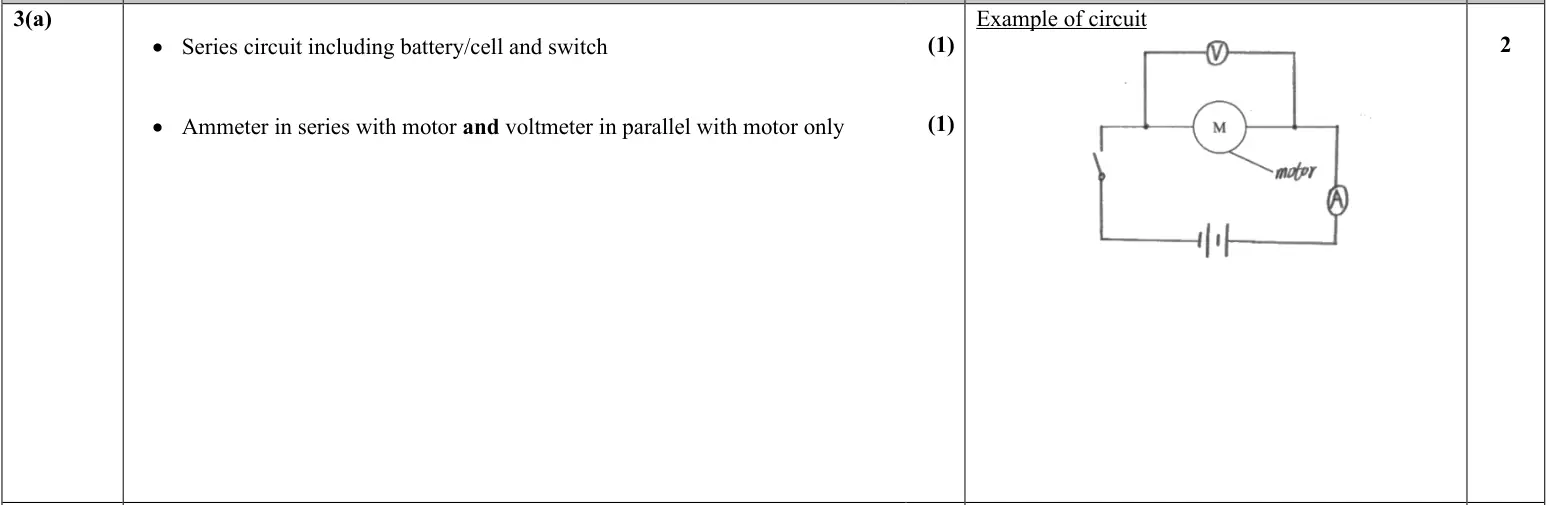 3(a)
• Series circuit including battery/cell and switch (1)
• Ammeter in series with motor and voltmeter in parallel with motor only (1)
Example of circuit
V
M
motor
A
2